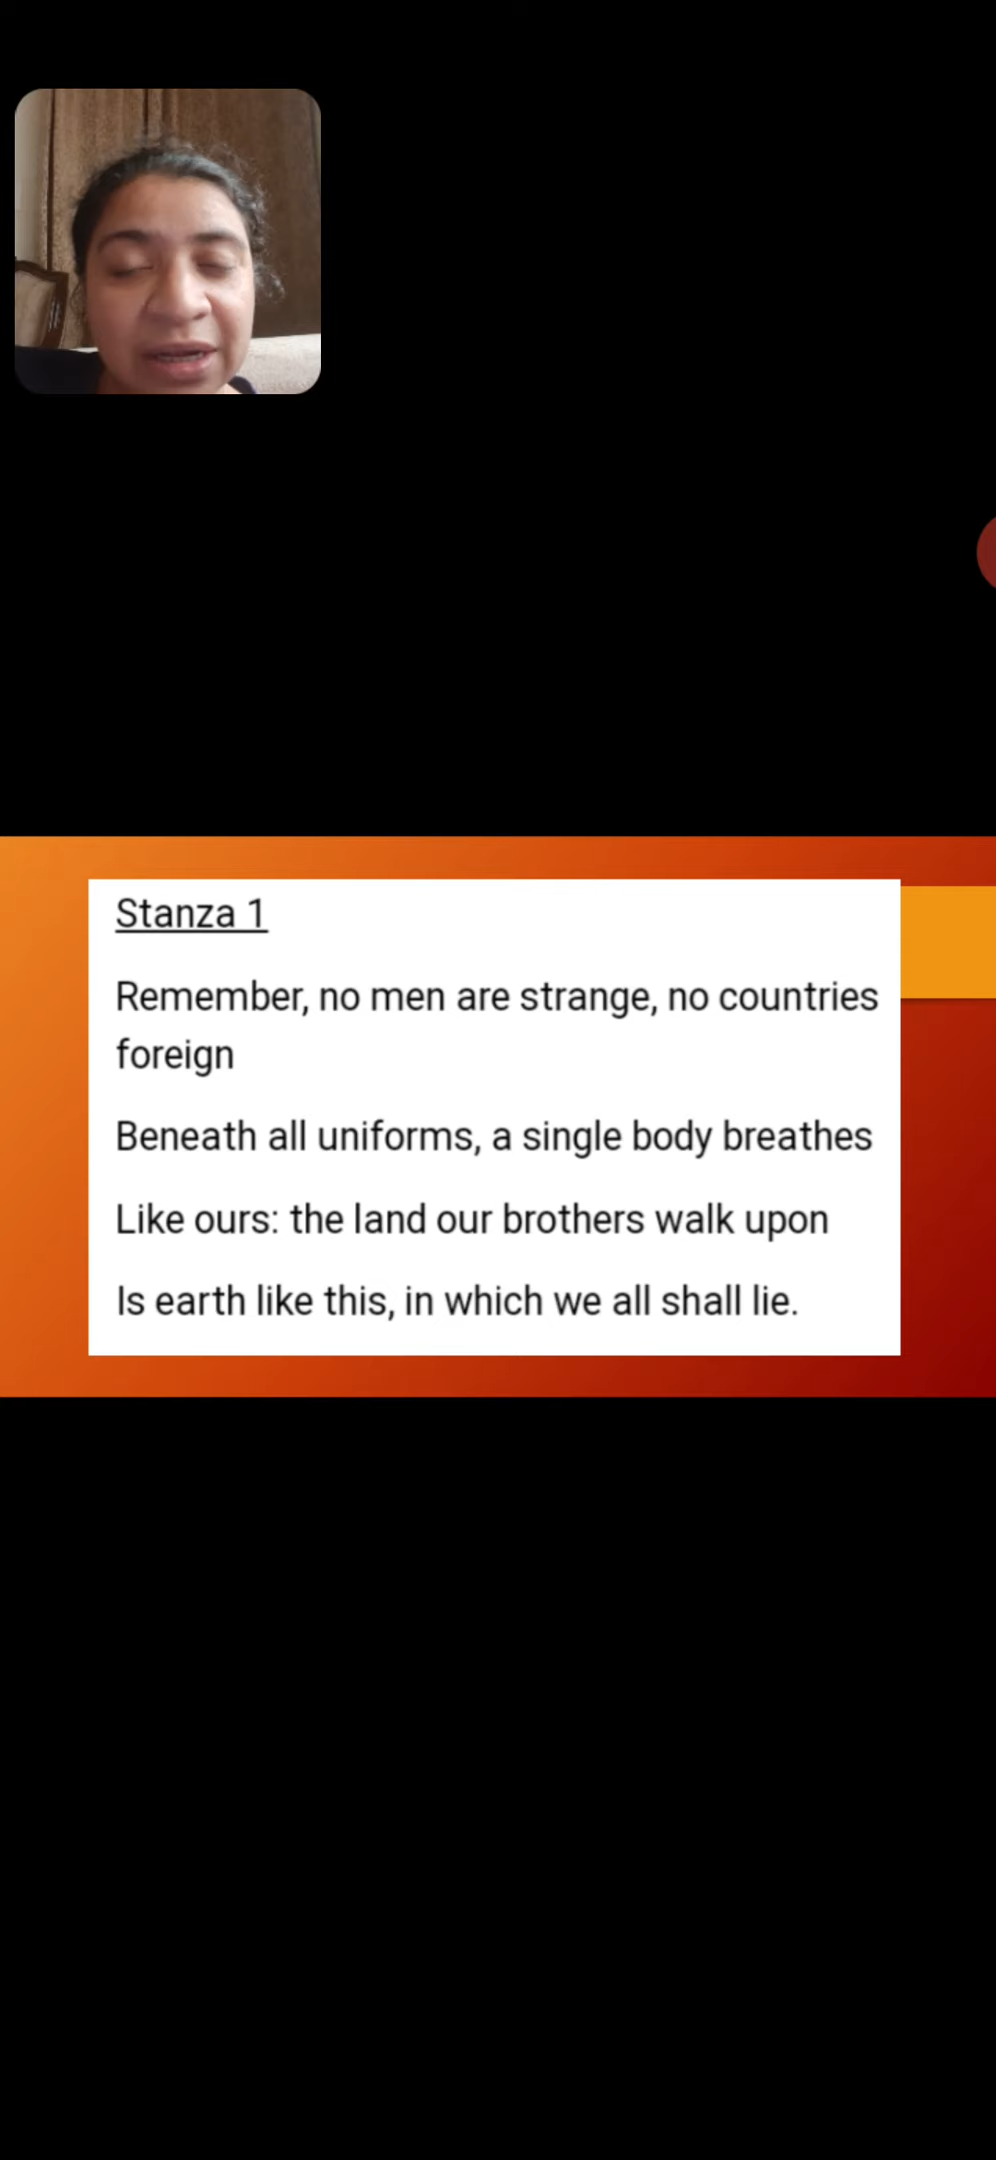 Stanza 1
Remember, no men are strange, no countries
foreign
Beneath all uniforms, a single body breathes
Like ours: the land our brothers walk upon
Is earth like this, in which we all shall lie.